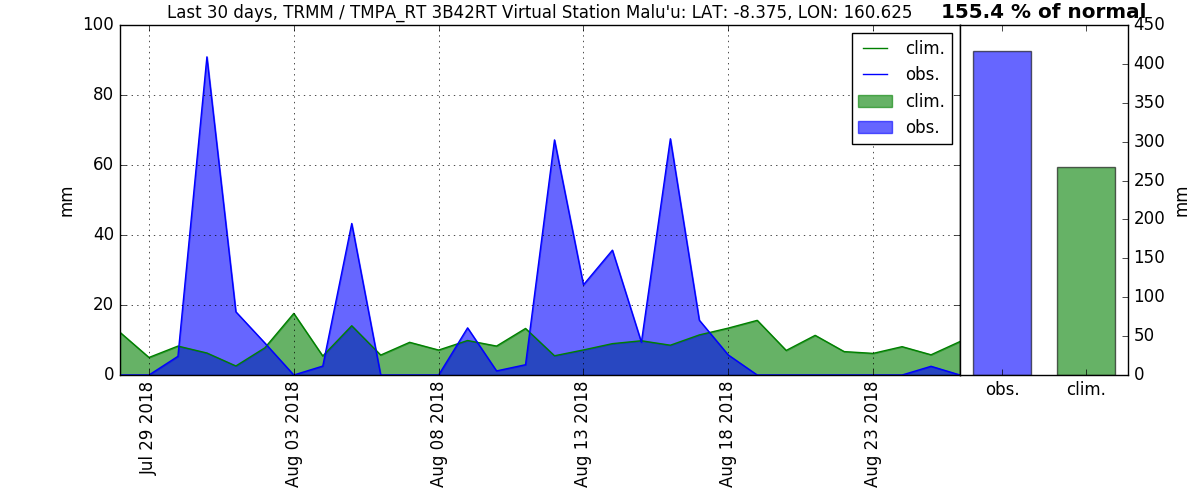 Last 30 days, TRMM / TMPA_RT 3B42RT Virtual Station Malu'u: LAT: -8.375, LON: 160.625
155.4 % of normal
100
80
60
40
20
0
mm
clim.
obs.
clim.
obs.
450
400
350
300
250
200
150
100
50
0
mm
obs.
clim.
Jul 29 2018
Aug 03 2018
Aug 08 2018
Aug 13 2018
Aug 18 2018
Aug 23 2018